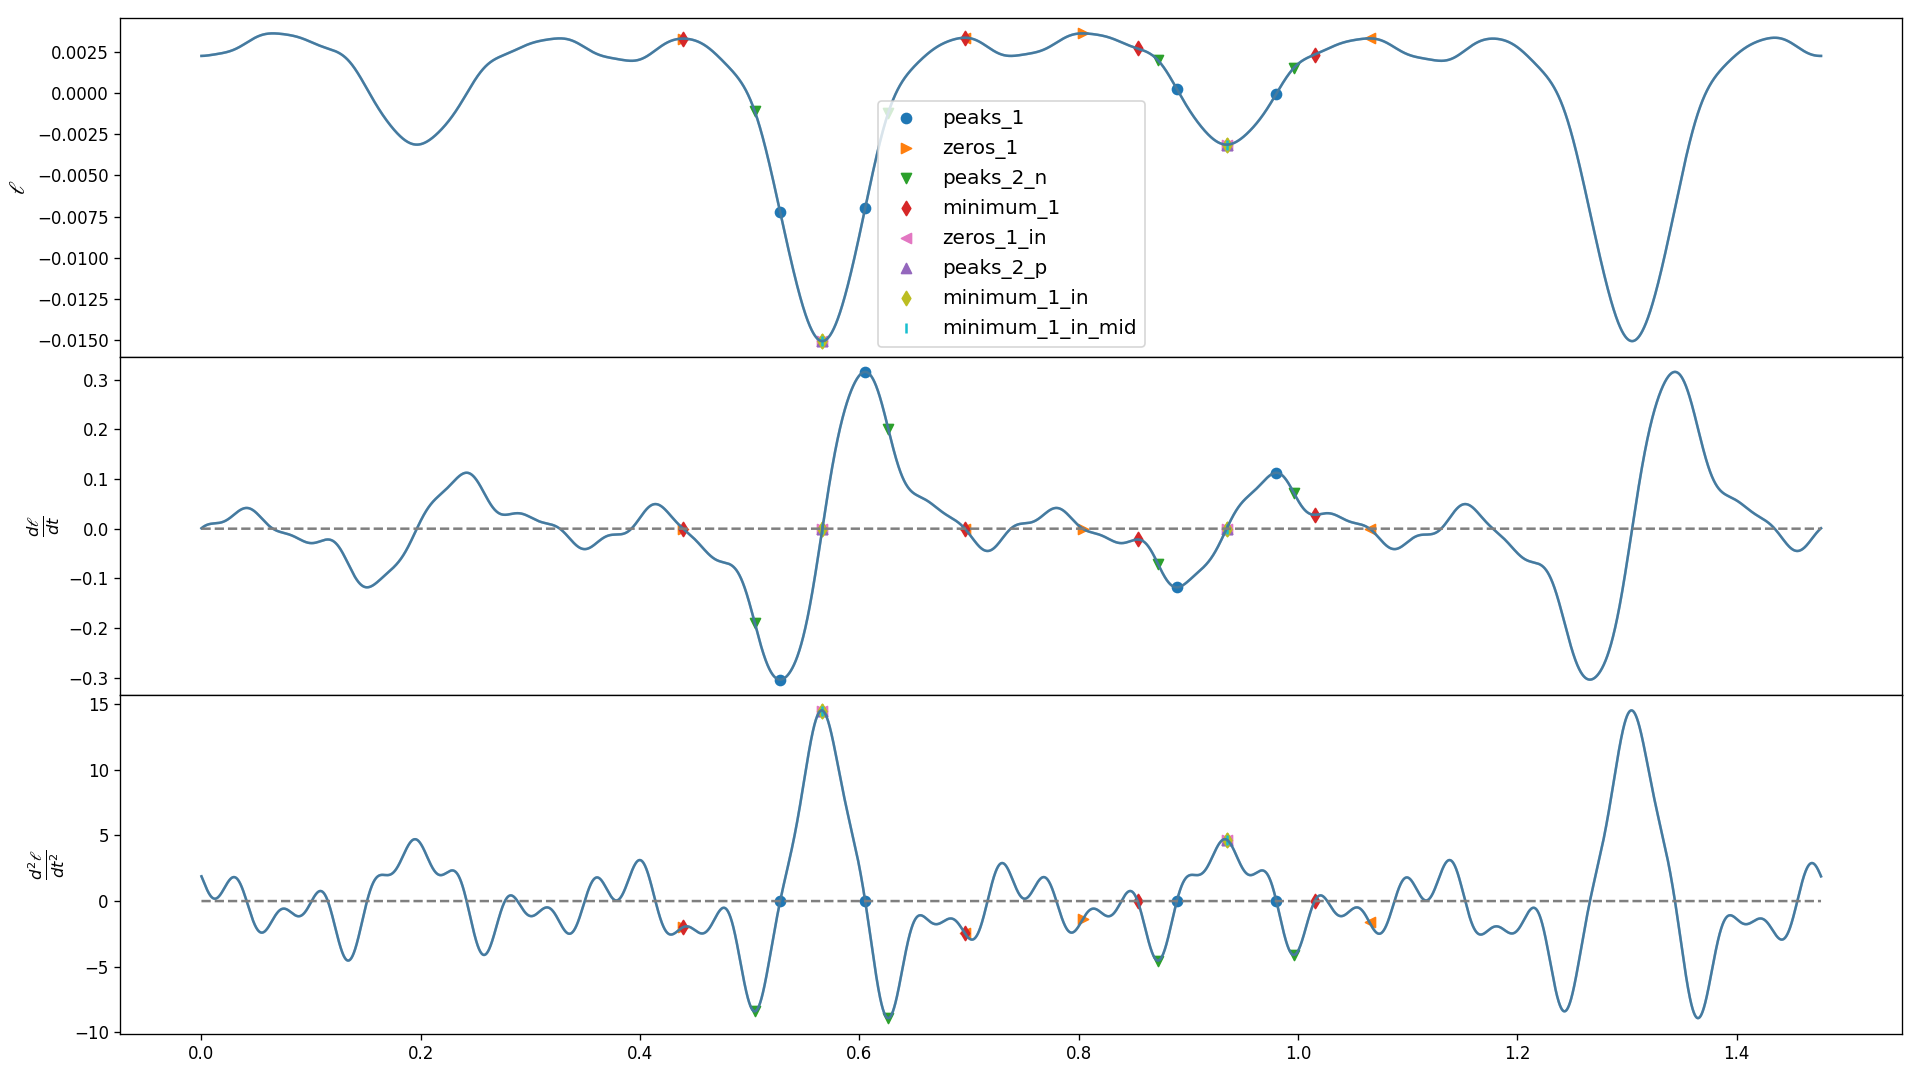 0.0025
0.0000
−0.0025
−0.0050
−0.0075
−0.0100
−0.0125
−0.0150
ℓ
peaks_1
zeros_1
peaks_2_n
minimum_1
zeros_1_in
peaks_2_p
minimum_1_in
minimum_1_in_mid
0.3
0.2
0.1
0.0
−0.1
−0.2
−0.3
dℓ
dt
15
10
5
0
−5
−10
d²ℓ
dt²
0.0 0.2 0.4 0.6 0.8 1.0 1.2 1.4